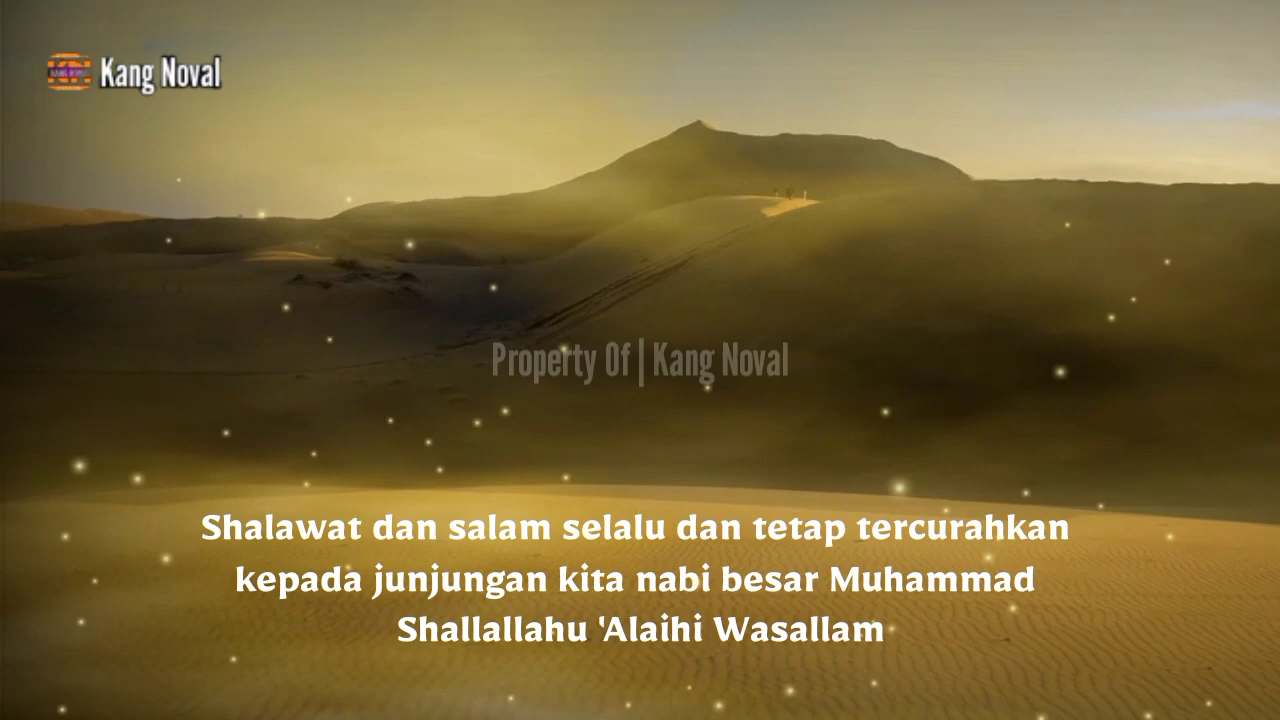 Kang Noval
Property Of | Kang Noval
Shalawat dan salam selalu dan tetap tercurahkan
kepada junjungan kita nabi besar Muhammad
Shallallahu 'Alaihi Wasallam